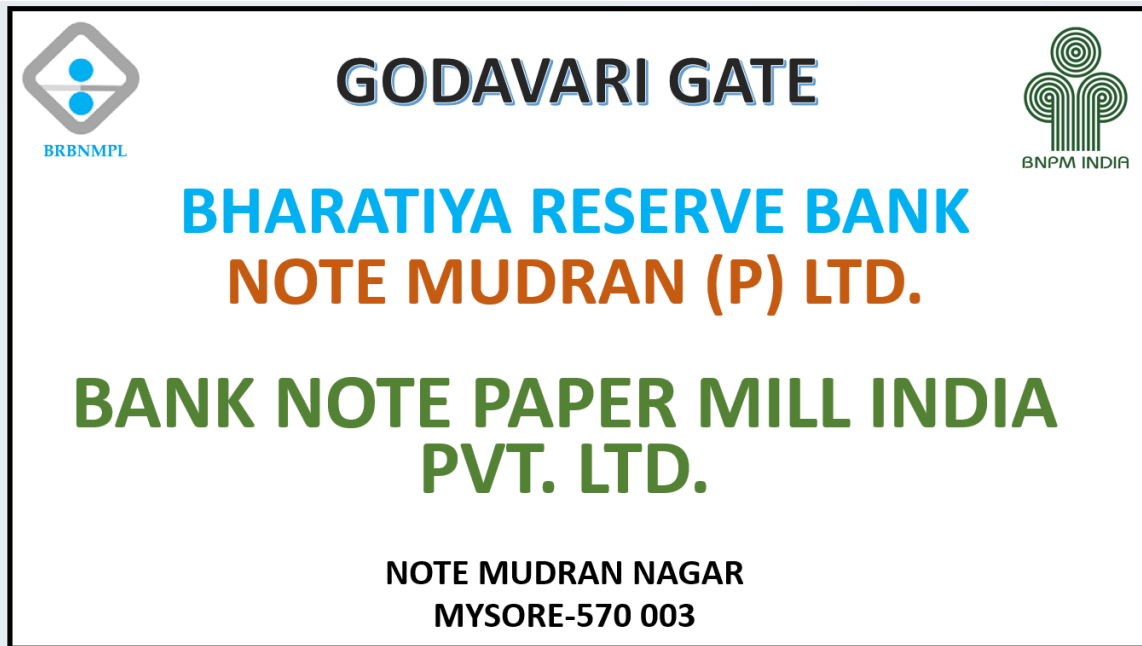 GODAVARI GATE
BRBNMPL
BNPM INDIA
BHARATIYA RESERVE BANK
NOTE MUDRAN (P) LTD.
BANK NOTE PAPER MILL INDIA
PVT. LTD.
NOTE MUDRAN NAGAR
MYSORE-570 003